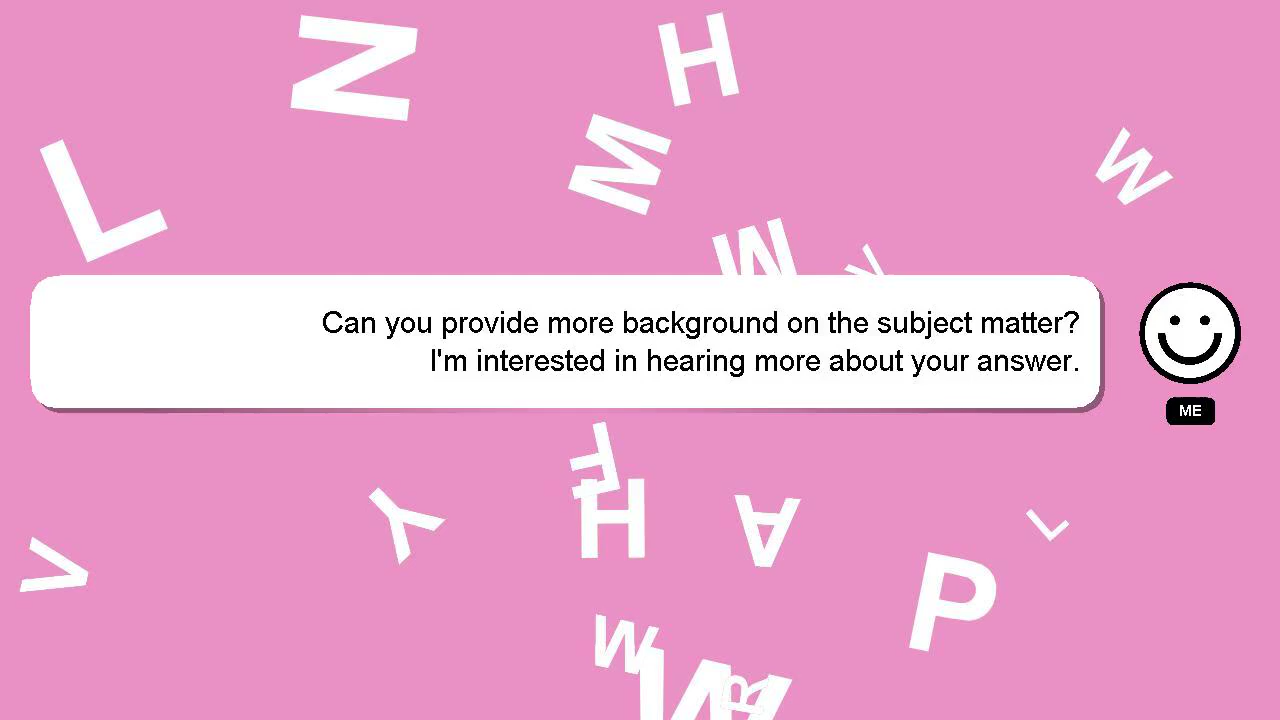 Z
H
L
M
W
W
V
Can you provide more background on the subject matter?
I'm interested in hearing more about your answer.
ME
F
H
Y
A
L
V
P
W
W
B